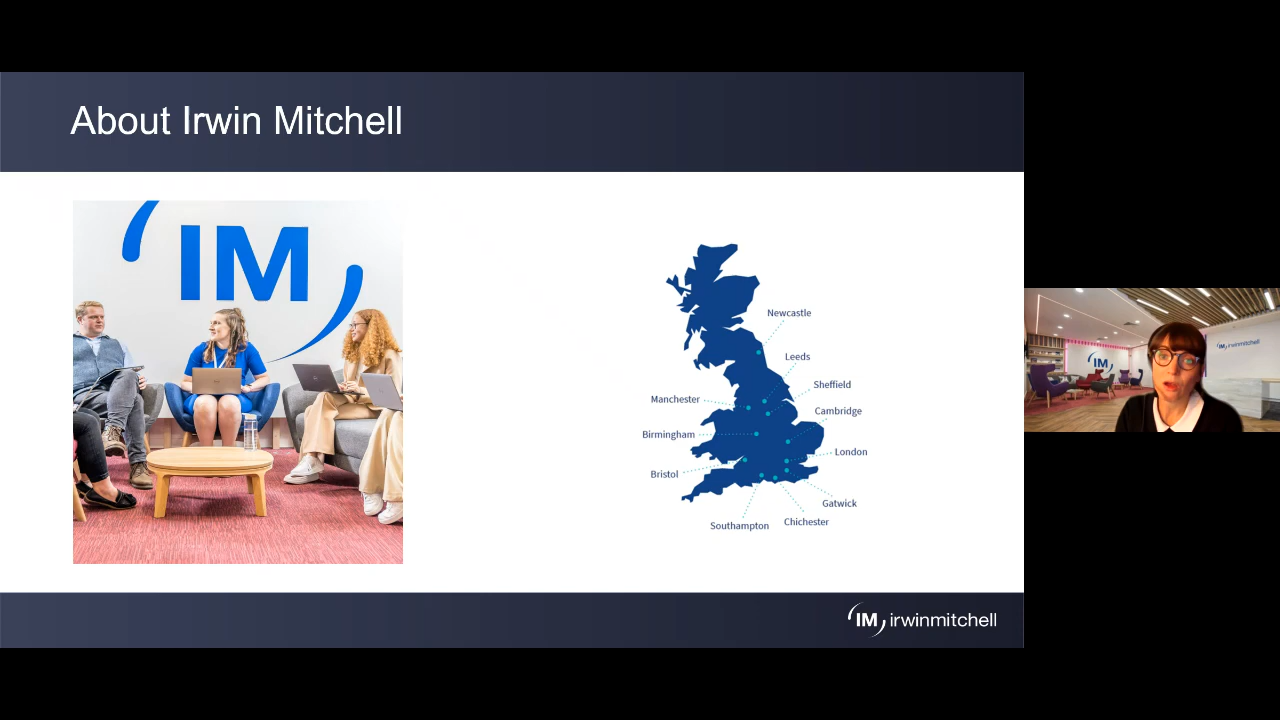 About Irwin Mitchell
IM
Newcastle
Leeds
Sheffield
Manchester
Cambridge
Birmingham
London
Bristol
Gatwick
Southampton
Chichester
IM irwinmitchell
IM
IM irwinmitchell